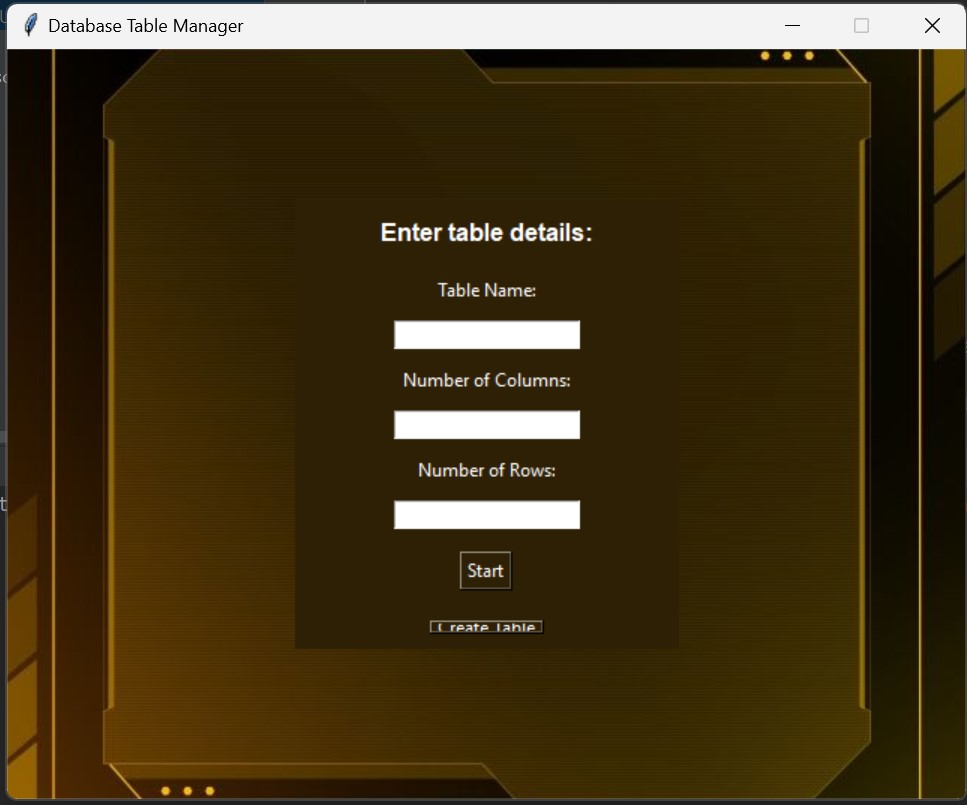 Database Table Manager
Enter table details:
Table Name:
Number of Columns:
Number of Rows:
Start
Create Table